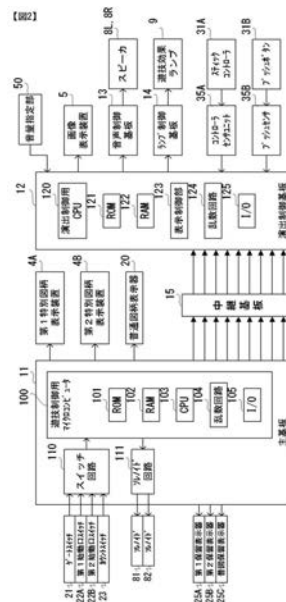 【図2】
50
音量指定部
5
画像
表示装置
13
音声制御
基板
8L、8R
スピーカ
14
ランプ制御
基板
9
遊技効果
ランプ
31A
スティック
コントローラ
35A
コントローラ
センサユニット
31B
プッシュボタン
35B
プッシュセンサ
12
120
演出制御用
CPU
121
ROM
122
RAM
123
表示制御部
124
乱数回路
125
I/O
演出制御基板
4A
第1特別図柄
表示装置
4B
第2特別図柄
表示装置
20
普通図柄表示器
15
中継基板
11
100
遊技制御用
マイクロコンピュータ
101
ROM
102
RAM
103
CPU
104
乱数回路
105
I/O
主基板
110
スイッチ
回路
111
ソレノイド
回路
21
ゲートスイッチ
22A
第1始動口スイッチ
22B
第2始動口スイッチ
23
カウントスイッチ
81
ソレノイド
82
ソレノイド
25A
第1保留表示器
25B
第2保留表示器
25C
普図保留表示器